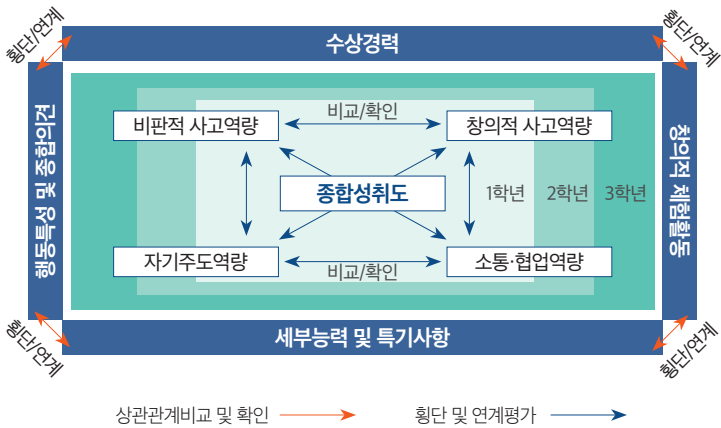 횡단/연계
수상경력
횡단/연계
행동특성 및 종합의견
비판적 사고역량
비교/확인
창의적 사고역량
종합성취도
1학년
2학년
3학년
창의적 체험활동
자기주도역량
비교/확인
소통·협업역량
횡단/연계
세부능력 및 특기사항
횡단/연계
상관관계비교 및 확인
횡단 및 연계평가